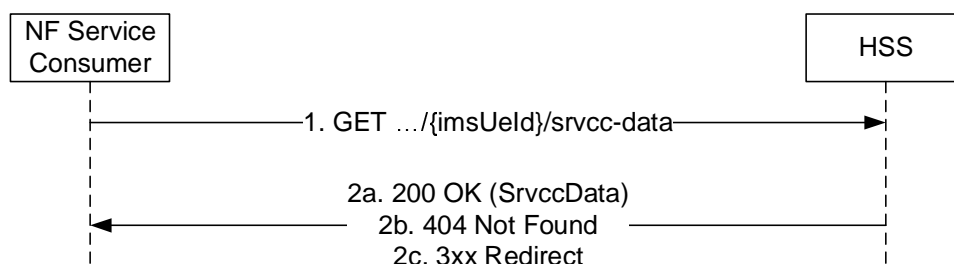 NF Service
Consumer
HSS
1. GET .../{imsUeId}/srvcc-data
2a. 200 OK (SrvccData)
2b. 404 Not Found
2c. 3xx Redirect